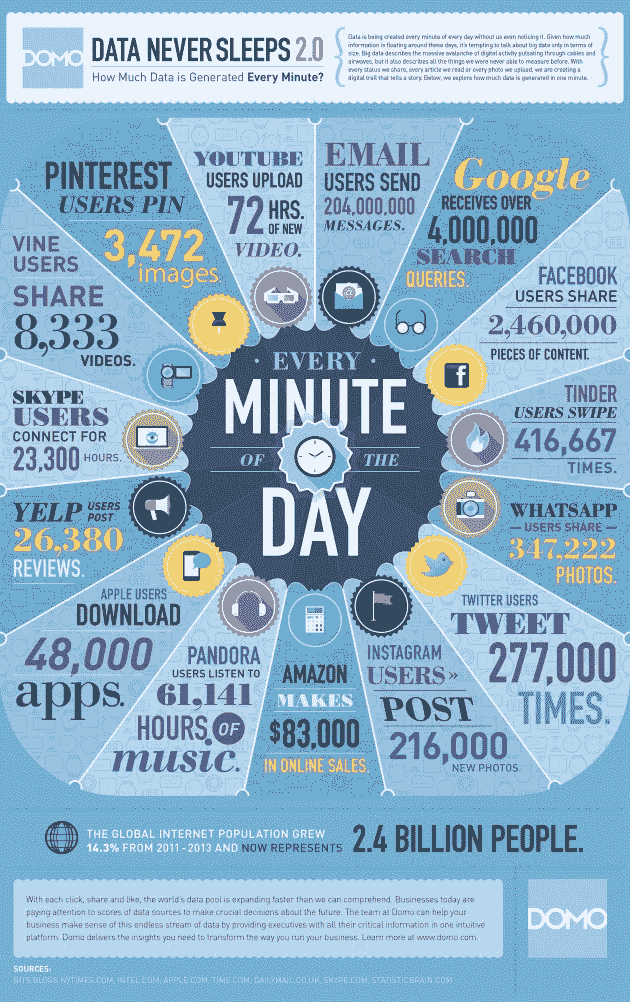 DOMO
DATA NEVER SLEEPS 2.0
How Much Data is Generated Every Minute?
Data is being created every minute of every day without us even noticing it. Given how much
information is floating around these days, it's tempting to talk about big data only in terms of
size. Big data describes the massive avalanche of digital activity pulsating through cables and
airwaves, but it also describes all the things we were never able to measure before. With
every status we share, every article we read or every photo we upload, we are creating a
digital trail that tells a story. Below, we explore how much data is generated in one minute.
EVERY
MINUTE
OF THE
DAY
YOUTUBE
USERS UPLOAD
72 HRS.
OF NEW
VIDEO.
EMAIL
USERS SEND
204,000,000
MESSAGES.
Google
RECEIVES OVER
4,000,000
SEARCH
QUERIES.
FACEBOOK
USERS SHARE
2,460,000
PIECES OF CONTENT.
TINDER
USERS SWIPE
416,667
TIMES.
WHATSAPP
USERS SHARE
347,222
PHOTOS.
TWITTER USERS
TWEET
277,000
TIMES.
INSTAGRAM
USERS »
POST
216,000
NEW PHOTOS.
AMAZON
MAKES
$83,000
IN ONLINE SALES.
PANDORA
USERS LISTEN TO
61,141
HOURS OF
music.
APPLE USERS
DOWNLOAD
48,000
apps.
YELP USERS
POST
26,380
REVIEWS.
SKYPE
USERS
CONNECT FOR
23,300 HOURS.
VINE
USERS
SHARE
8,333
VIDEOS.
PINTEREST
USERS PIN
3,472
images
THE GLOBAL INTERNET POPULATION GREW
14.3% FROM 2011-2013 AND NOW REPRESENTS
2.4 BILLION PEOPLE.
With each click, share and like, the world's data pool is expanding faster than we can comprehend. Businesses today are
paying attention to scores of data sources to make crucial decisions about the future. The team at Domo can help your
business make sense of this endless stream of data by providing executives with all their critical information in one intuitive
platform. Domo delivers the insights you need to transform the way you run your business. Learn more at www.domo.com.
DOMO
SOURCES:
BITS.BLOGS.NYTIMES.COM, INTEL.COM, APPLE.COM, TIME.COM, DAILYMAIL.CO.UK, SKYPE.COM, STATISTICBRAIN.COM